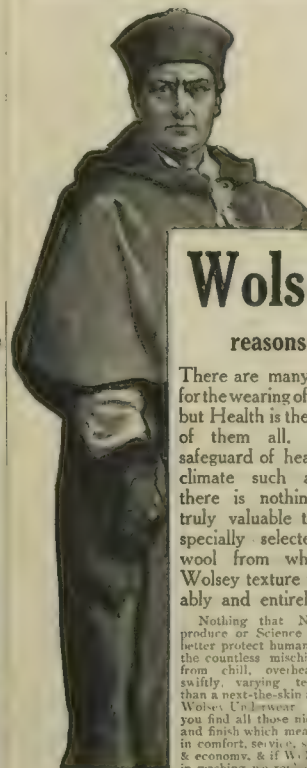 Wols
reasons
There are many
for the wearing of
but Health is the
of them all.
safeguard of hea
climate such a
there is nothin
truly valuable t
specially selecte
wool from wh
Wolsey texture
ably and entirel
Nothing that N
produce or Science
better protect human
the countless mischi
from chill, overhea
swiftly, varying te
than a next-the-skin
Wolsey Underwear
you find all those ni
and finish which mea
in comfort, service,
& economy, & if W